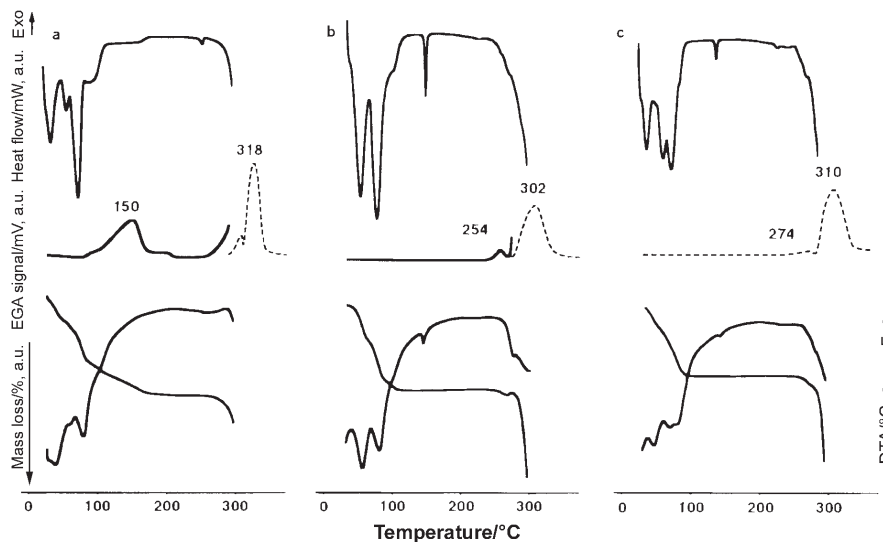 Exo
a
b
c
Heat flow/mW, a.u.
318
302
310
150
254
274
EGA signal/mV, a.u.
Mass loss/%, a.u.
0 100 200 300
0 100 200 300
0 100 200 300
Temperature/°C